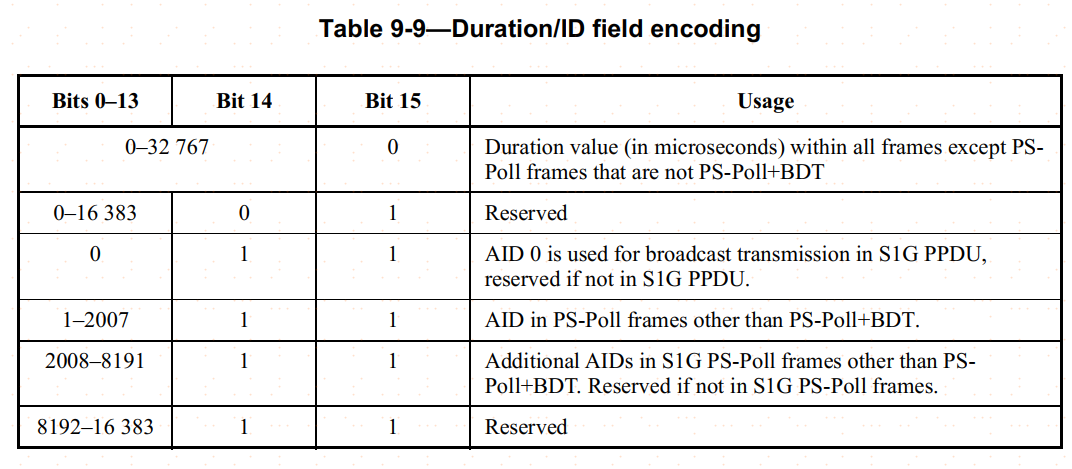 Table 9-9—Duration/ID field encoding
Bits 0–13 Bit 14 Bit 15 Usage
0–32 767 0 Duration value (in microseconds) within all frames except PS-
Poll frames that are not PS-Poll+BDT
0–16 383 0 1 Reserved
0 1 1 AID 0 is used for broadcast transmission in S1G PPDU,
reserved if not in S1G PPDU.
1–2007 1 1 AID in PS-Poll frames other than PS-Poll+BDT.
2008–8191 1 1 Additional AIDs in S1G PS-Poll frames other than PS-
Poll+BDT. Reserved if not in S1G PS-Poll frames.
8192–16 383 1 1 Reserved